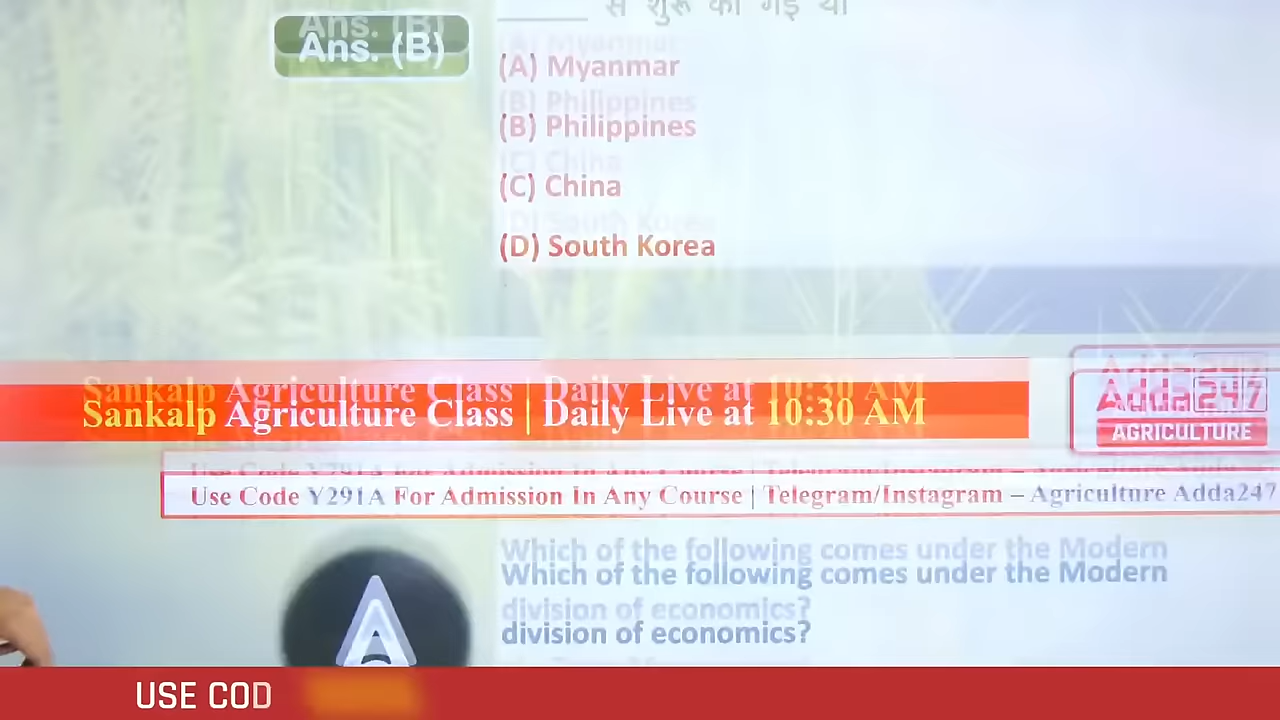 से शुरू की गई थी
Ans. (B)
(A) Myanmar
(B) Philippines
(C) China
(D) South Korea
Sankalp Agriculture Class | Daily Live at 10:30 AM
Adda247
AGRICULTURE
Use Code Y291A For Admission In Any Course | Telegram/Instagram – Agriculture Adda247
Which of the following comes under the Modern
division of economics?
USE COD